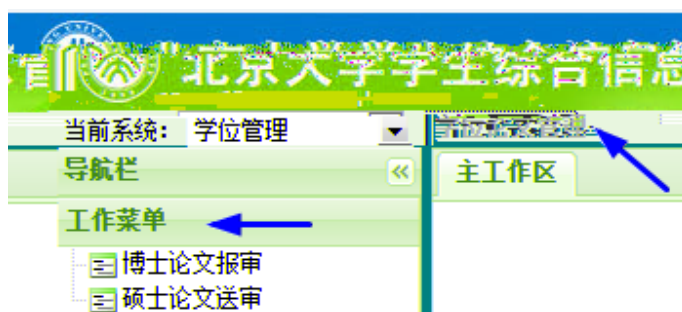 北京大学学生综合信息
当前系统： 学位管理
导航栏
主工作区
工作菜单
博士论文报审
硕士论文送审